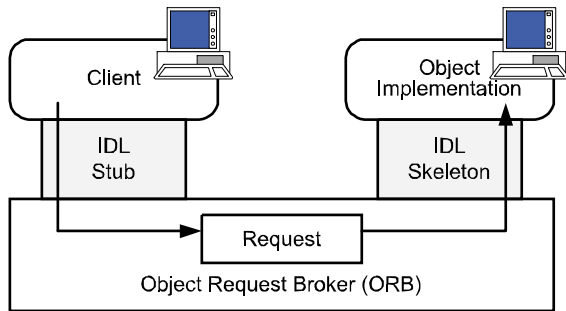 Client
Object
Implementation
IDL
Stub
IDL
Skeleton
Request
Object Request Broker (ORB)